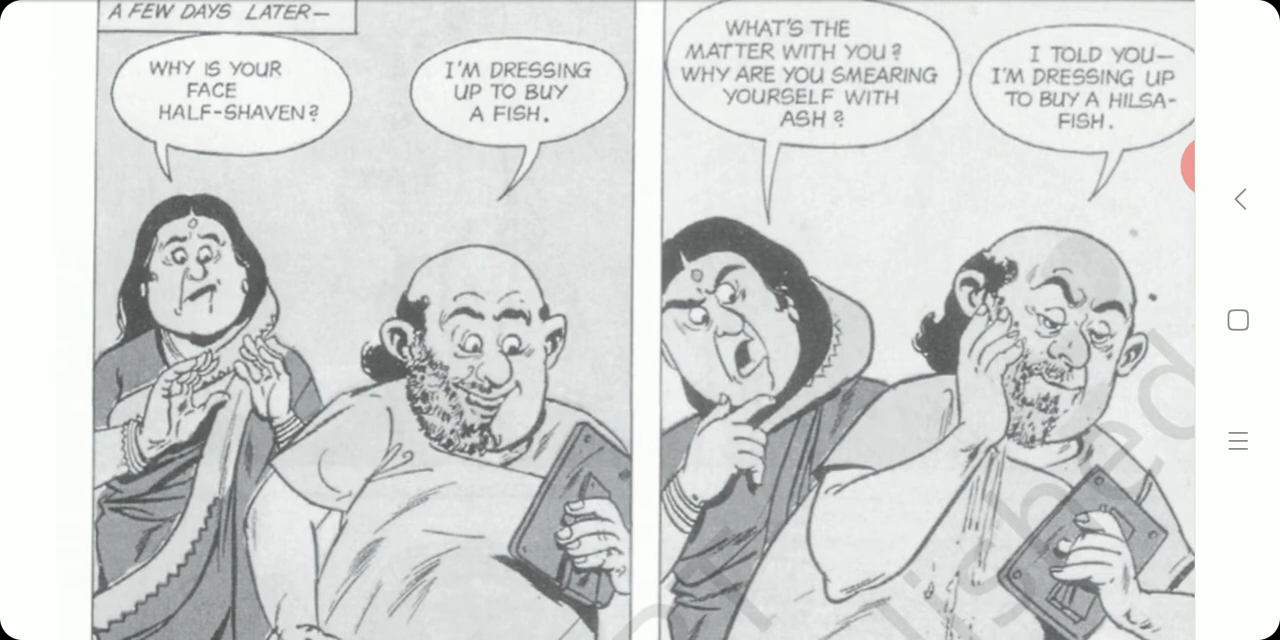 A FEW DAYS LATER—
WHY IS YOUR
FACE
HALF-SHAVEN?
I'M DRESSING
UP TO BUY
A FISH.
WHAT'S THE
MATTER WITH YOU?
WHY ARE YOU SMEARING
YOURSELF WITH
ASH?
I TOLD YOU—
I'M DRESSING UP
TO BUY A HILSA-
FISH.